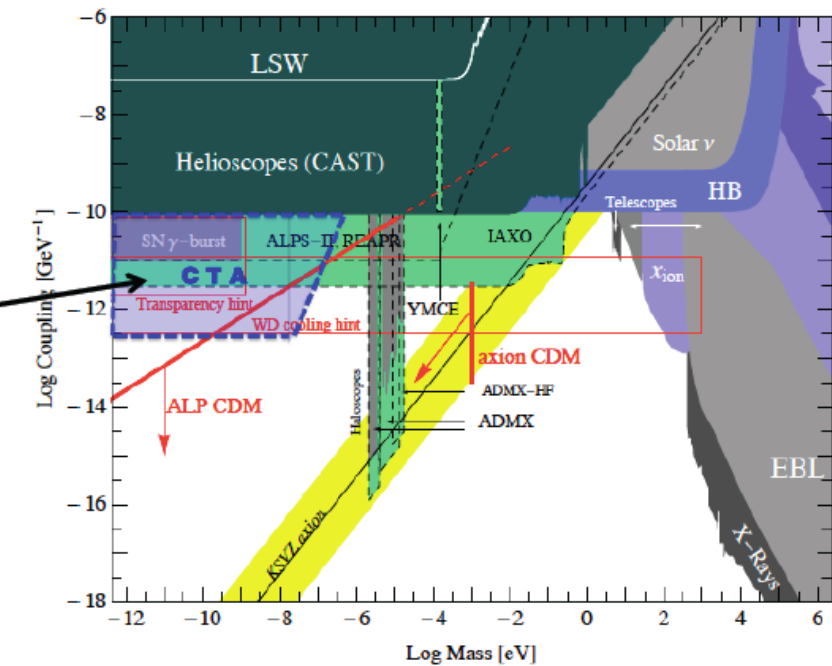 −6
−8
−10
−12
−14
−16
−18
Log Coupling [GeV⁻¹]
LSW
Helioscopes (CAST)
Solar ν
HB
Telescopes
SN γ−burst
ALPS−II, REAPR
IAXO
CTA
x ion
Transparency hint
WD cooling hint
YMCE
axion CDM
ALP CDM
Haloscopes
ADMX−HF
ADMX
EBL
KSVZ axion
X−Rays
−12 −10 −8 −6 −4 −2 0 2 4 6
Log Mass [eV]